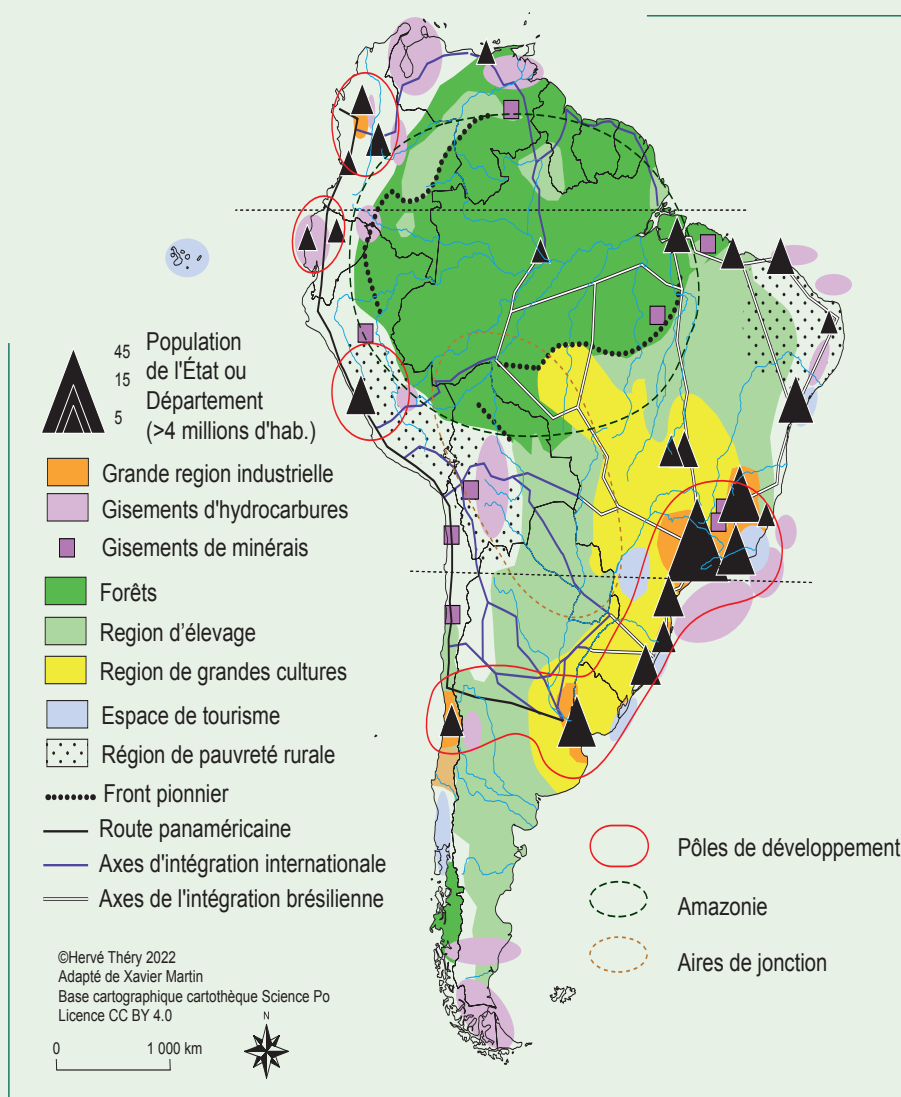 45
15
5
Population
de l'État ou
Département
(>4 millions d'hab.)
Grande region industrielle
Gisements d'hydrocarbures
Gisements de minérais
Forêts
Region d'élevage
Region de grandes cultures
Espace de tourisme
Région de pauvreté rurale
Front pionnier
Route panaméricaine
Axes d'intégration internationale
Axes de l'intégration brésilienne
Pôles de développement
Amazonie
Aires de jonction
©Hervé Théry 2022
Adapté de Xavier Martin
Base cartographique cartothèque Science Po
Licence CC BY 4.0
N
0 1 000 km